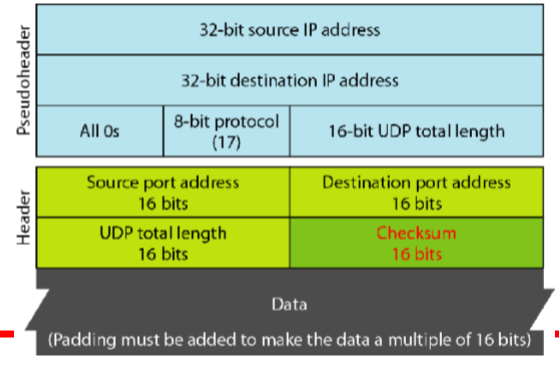 Pseudoheader
32-bit source IP address
32-bit destination IP address
All 0s
8-bit protocol
(17)
16-bit UDP total length
Header
Source port address
16 bits
Destination port address
16 bits
UDP total length
16 bits
Checksum
16 bits
Data
(Padding must be added to make the data a multiple of 16 bits)